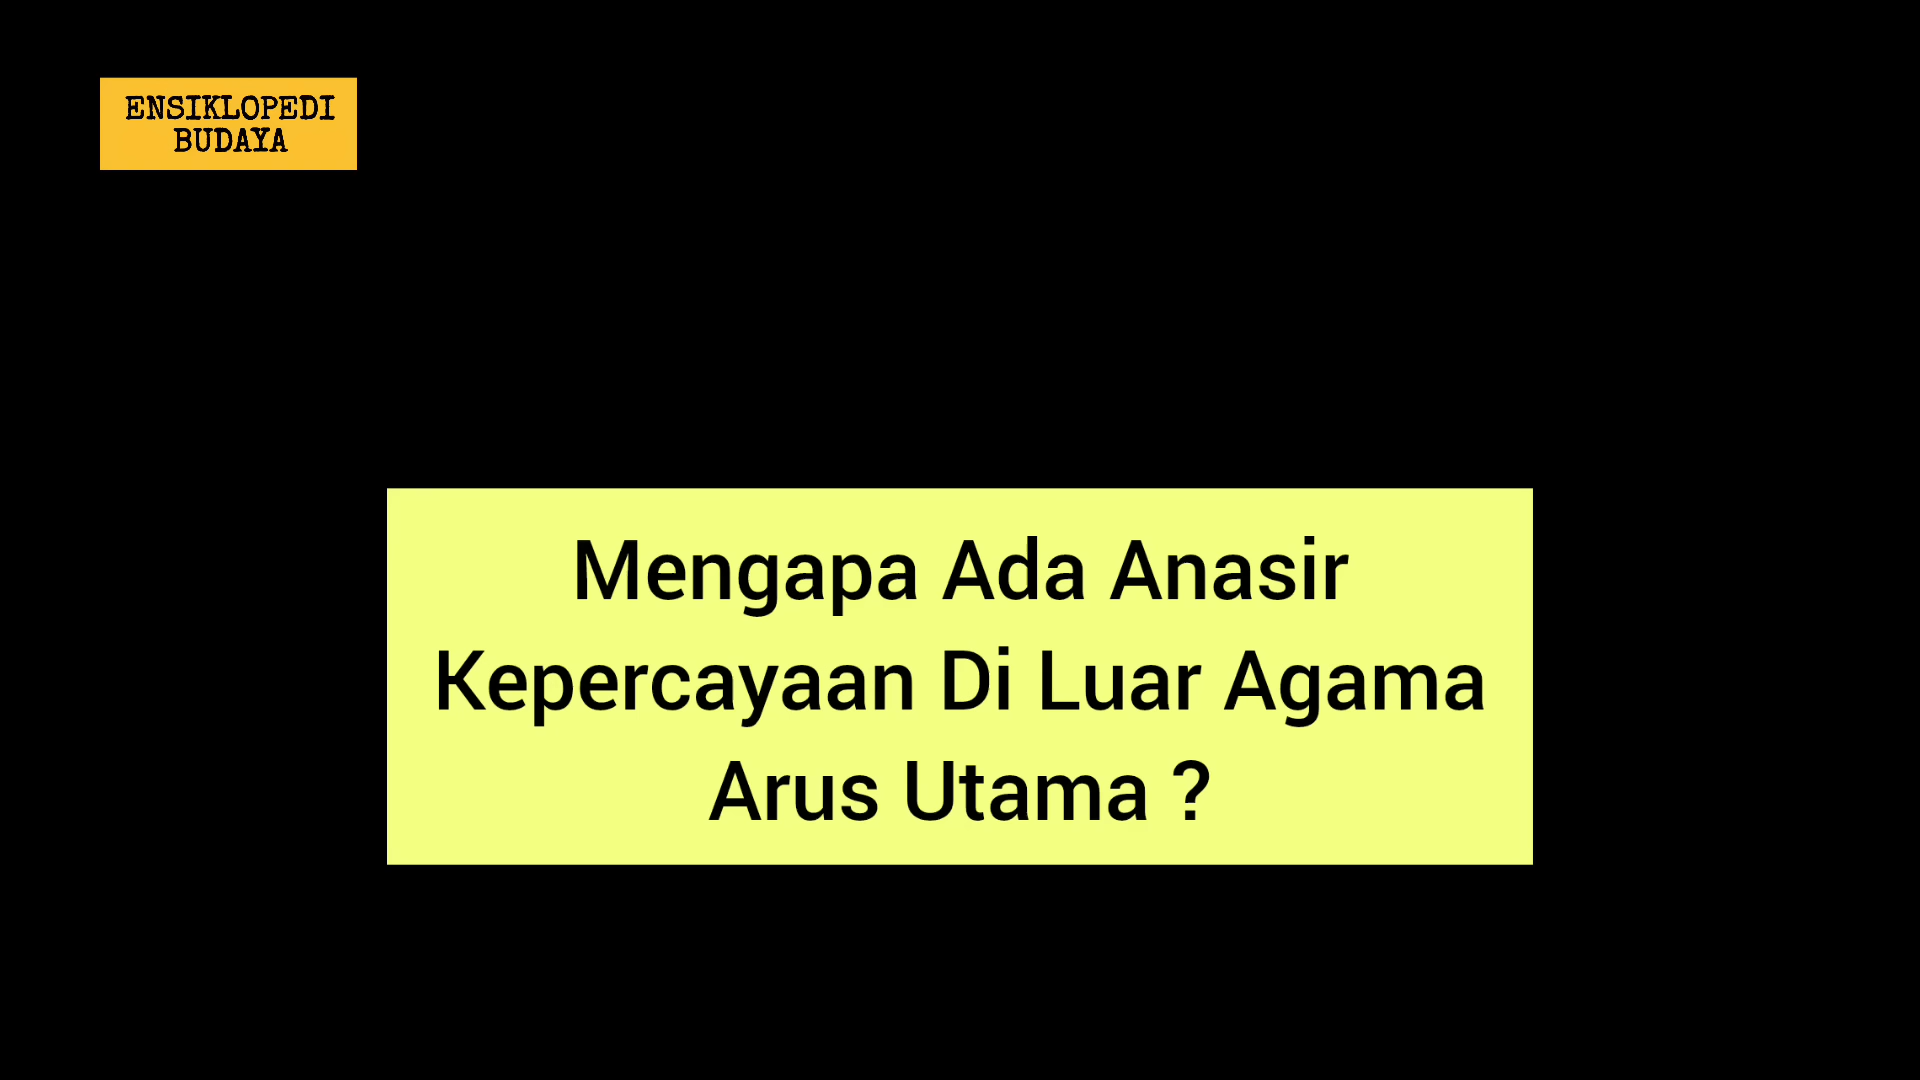 ENSIKLOPEDI
BUDAYA
Mengapa Ada Anasir
Kepercayaan Di Luar Agama
Arus Utama ?